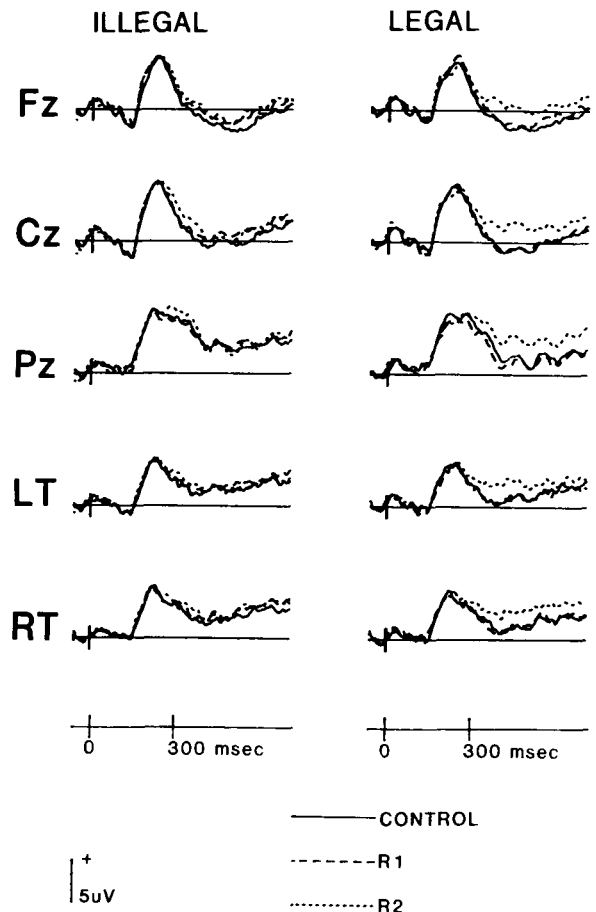 ILLEGAL LEGAL
Fz
Cz
Pz
LT
RT
0 300 msec 0 300 msec
CONTROL
+ R1
5uV R2